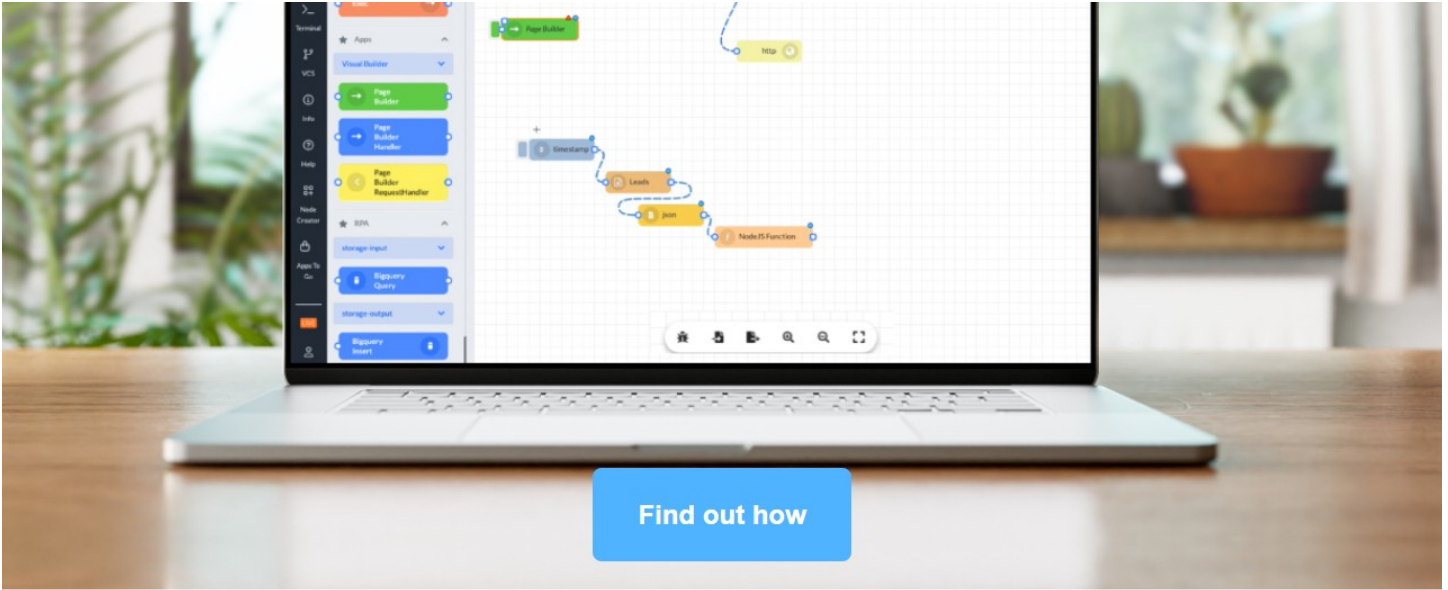 Terminal
VCS
Info
Help
Node
Creator
Apps To
Go
LIVE
Apps
Visual Builder
Page
Builder
Page
Builder
Handler
Page
Builder
RequestHandler
RPA
storage-input
Bigquery
Query
storage-output
Bigquery
Insert
Page Builder
http
timestamp
Leads
json
NodeJS Function
Find out how